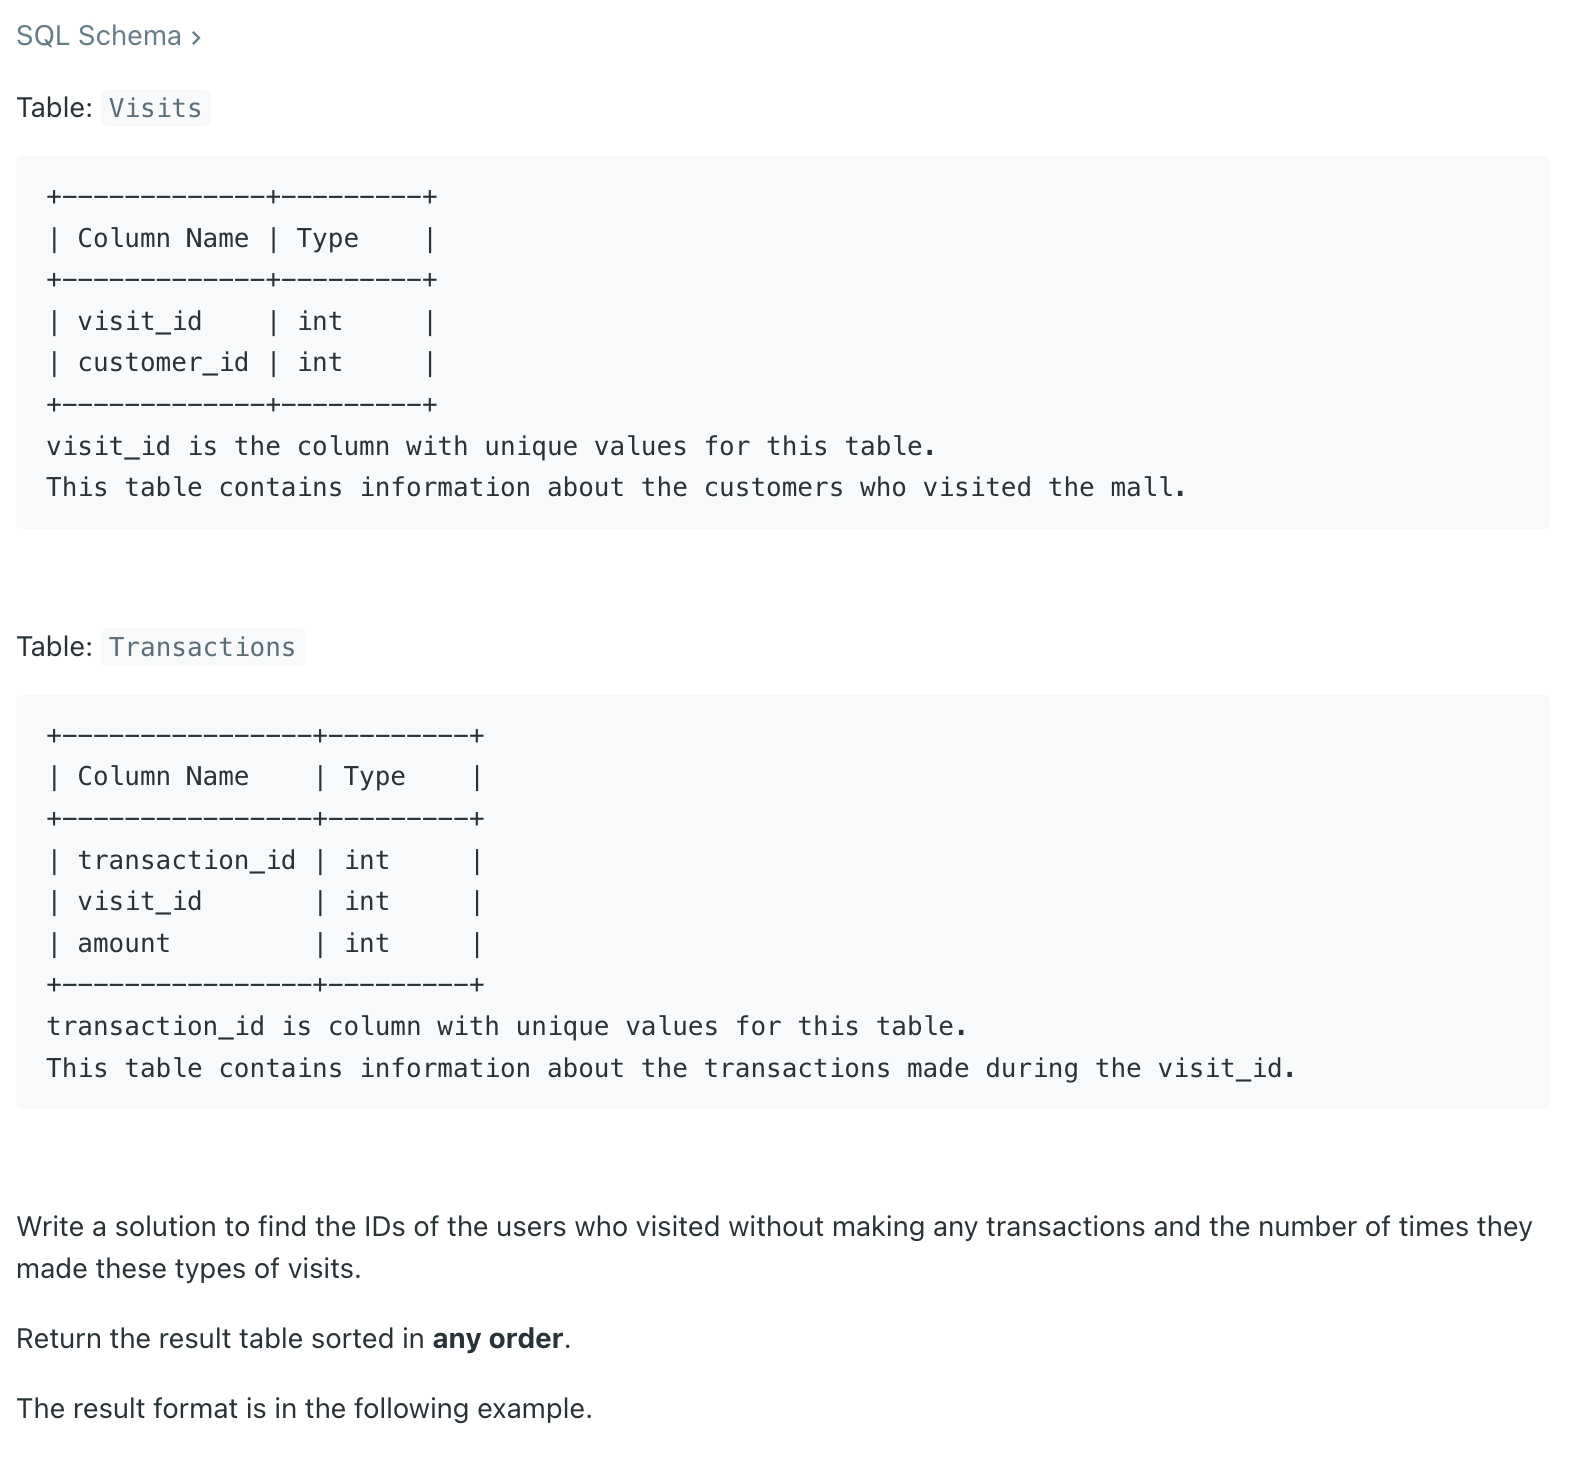 SQL Schema ›
Table: Visits
+-------------+---------+
| Column Name | Type    |
+-------------+---------+
| visit_id    | int     |
| customer_id | int     |
+-------------+---------+
visit_id is the column with unique values for this table.
This table contains information about the customers who visited the mall.
Table: Transactions
+----------------+---------+
| Column Name    | Type    |
+----------------+---------+
| transaction_id | int     |
| visit_id       | int     |
| amount         | int     |
+----------------+---------+
transaction_id is column with unique values for this table.
This table contains information about the transactions made during the visit_id.
Write a solution to find the IDs of the users who visited without making any transactions and the number of times they
made these types of visits.
Return the result table sorted in any order.
The result format is in the following example.